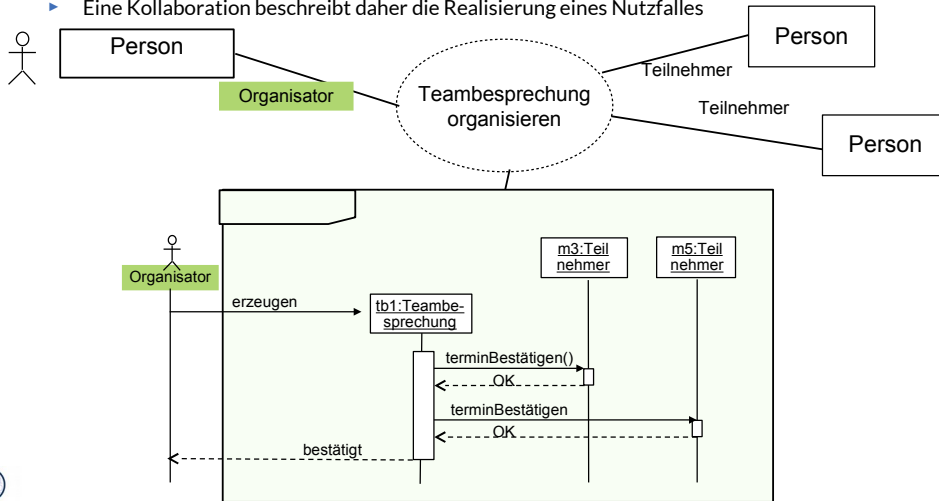 Eine Kollaboration beschreibt daher die Realisierung eines Nutzfalles
Person
Person
Teilnehmer
Organisator
Teambesprechung
organisieren
Teilnehmer
Person
Organisator
m3:Teil
nehmer
m5:Teil
nehmer
erzeugen
tb1:Teambe-
sprechung
terminBestätigen()
OK
terminBestätigen
OK
bestätigt